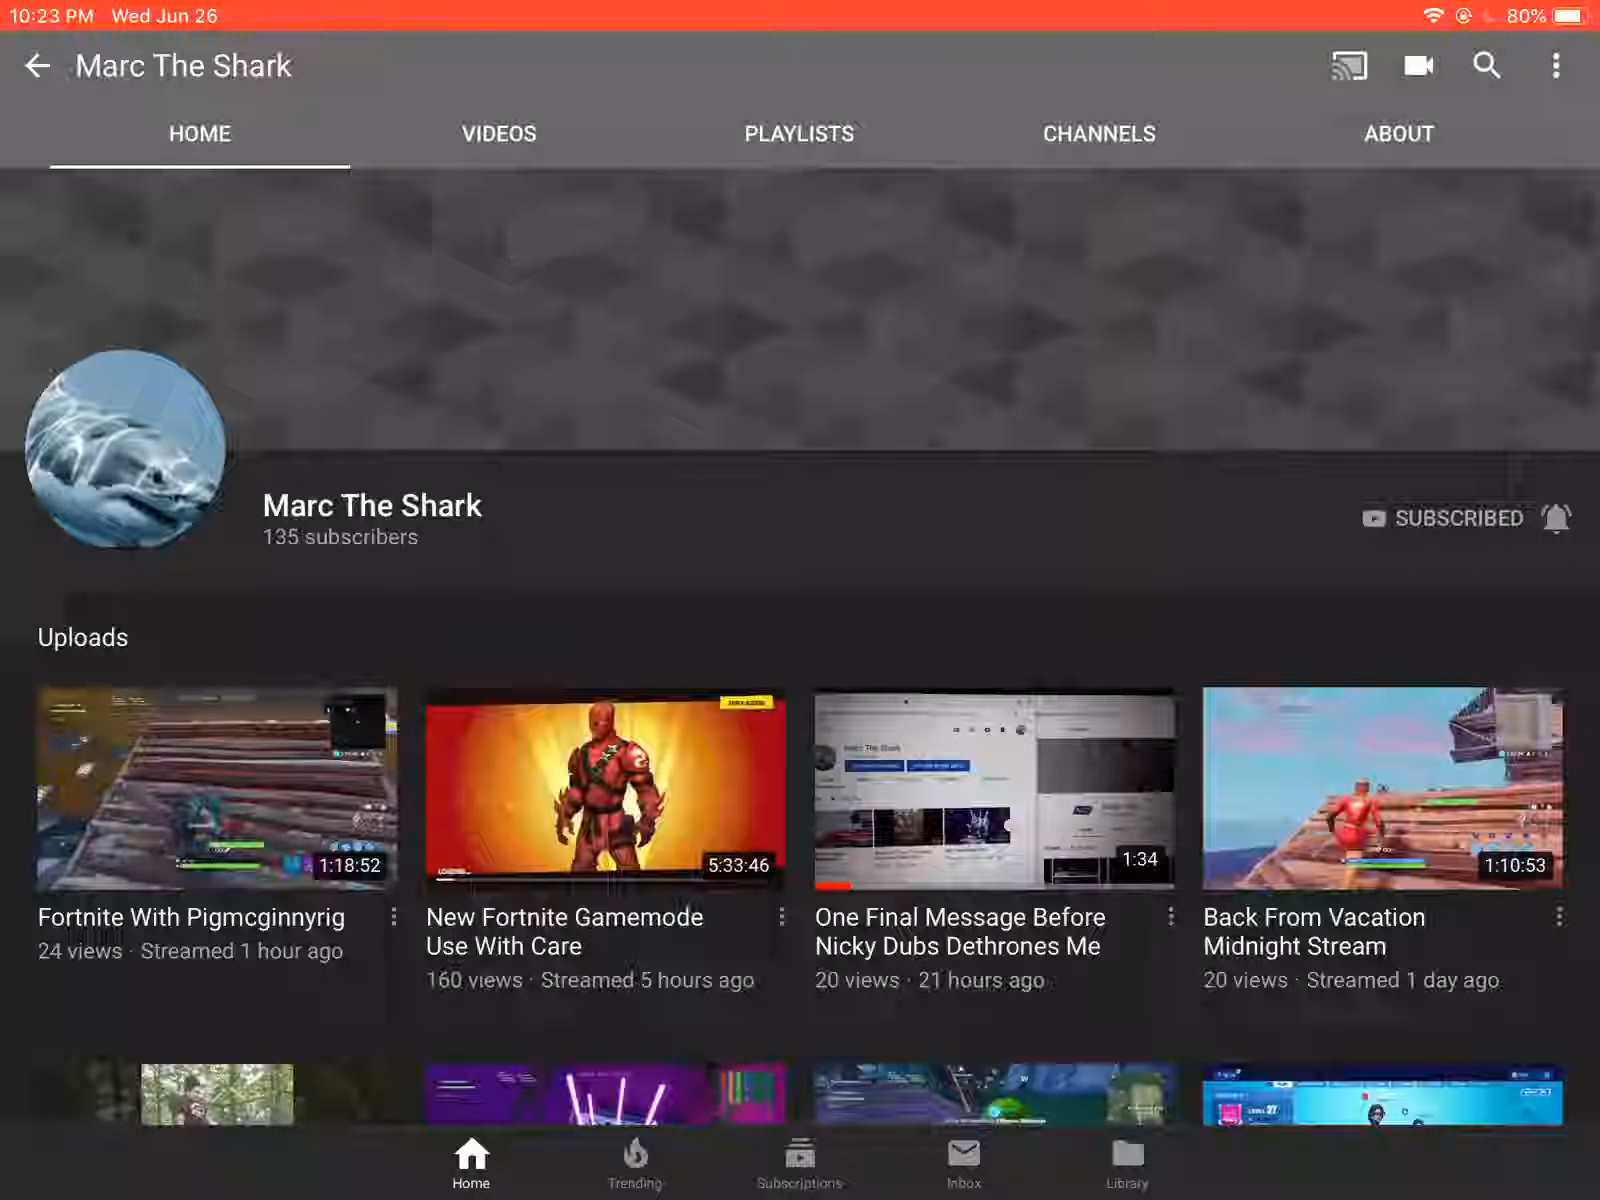 10:23 PM Wed Jun 26
80%
Marc The Shark
HOME
VIDEOS
PLAYLISTS
CHANNELS
ABOUT
Marc The Shark
135 subscribers
SUBSCRIBED
Uploads
1:18:52
5:33:46
1:34
1:10:53
Fortnite With Pigmcginnyrig
24 views · Streamed 1 hour ago
New Fortnite Gamemode
Use With Care
160 views · Streamed 5 hours ago
One Final Message Before
Nicky Dubs Dethrones Me
20 views · 21 hours ago
Back From Vacation
Midnight Stream
20 views · Streamed 1 day ago
Home
Trending
Subscriptions
Inbox
Library